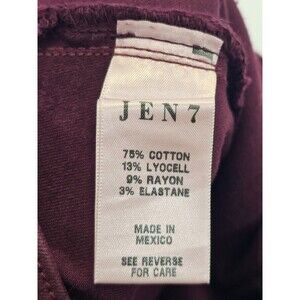 JEN7
75% COTTON
13% LYOCELL
9% RAYON
3% ELASTANE
MADE IN
MEXICO
SEE REVERSE
FOR CARE